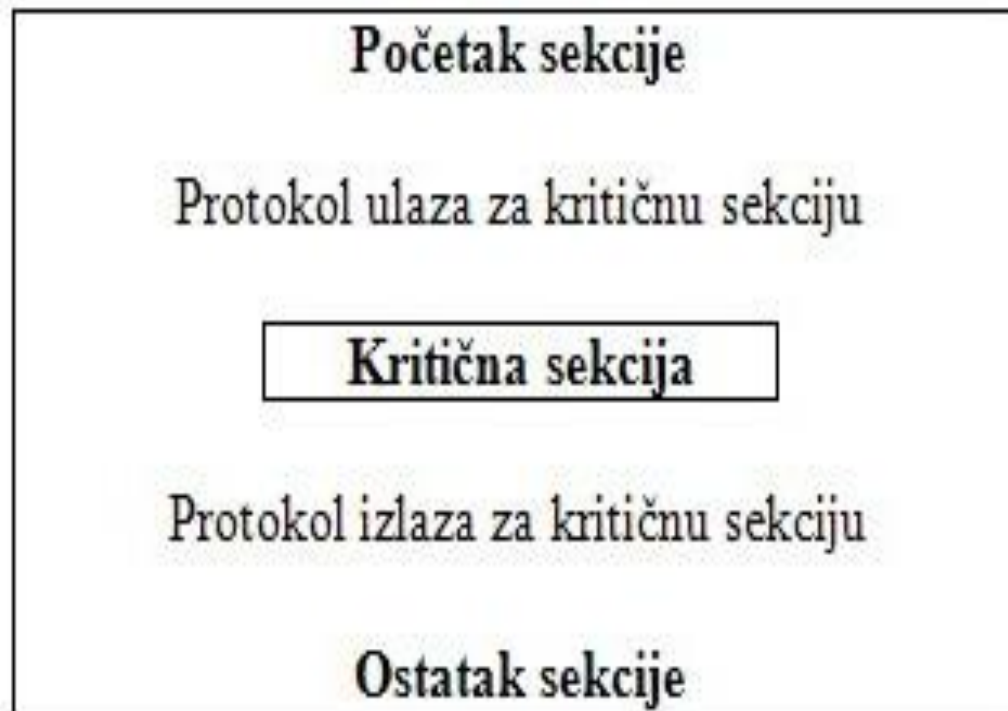 Početak sekcije
Protokol ulaza za kritičnu sekciju
Kritična sekcija
Protokol izlaza za kritičnu sekciju
Ostatak sekcije